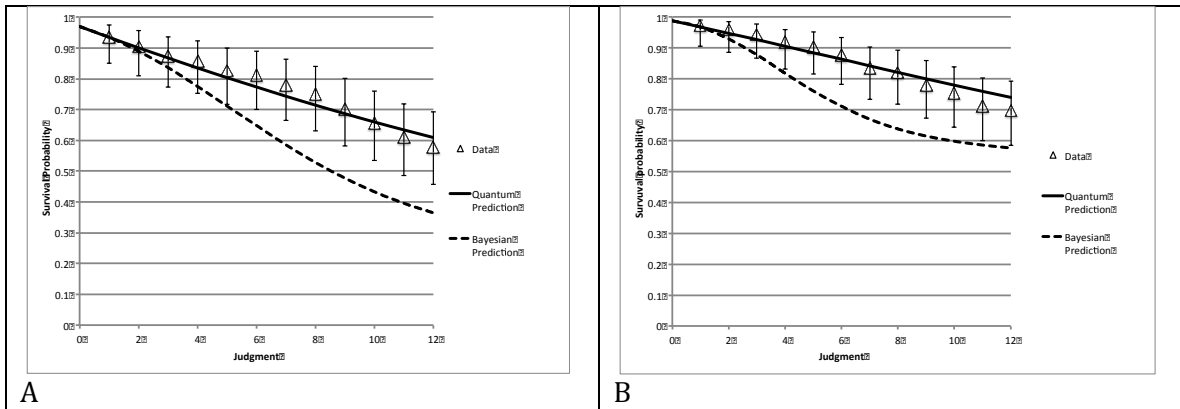 1⍰
0.9⍰
0.8⍰
0.7⍰
0.6⍰
0.5⍰
0.4⍰
0.3⍰
0.2⍰
0.1⍰
0⍰
Survival⍰Probability⍰
0⍰ 2⍰ 4⍰ 6⍰ 8⍰ 10⍰ 12⍰
Judgment⍰
Data⍰
Quantum⍰
Prediction⍰
Bayesian⍰
Prediction⍰
A
1⍰
0.9⍰
0.8⍰
0.7⍰
0.6⍰
0.5⍰
0.4⍰
0.3⍰
0.2⍰
0.1⍰
0⍰
Survuval⍰probability⍰
0⍰ 2⍰ 4⍰ 6⍰ 8⍰ 10⍰ 12⍰
Judgment⍰
Data⍰
Quantum⍰
Prediction⍰
Bayesian⍰
Prediction⍰
B